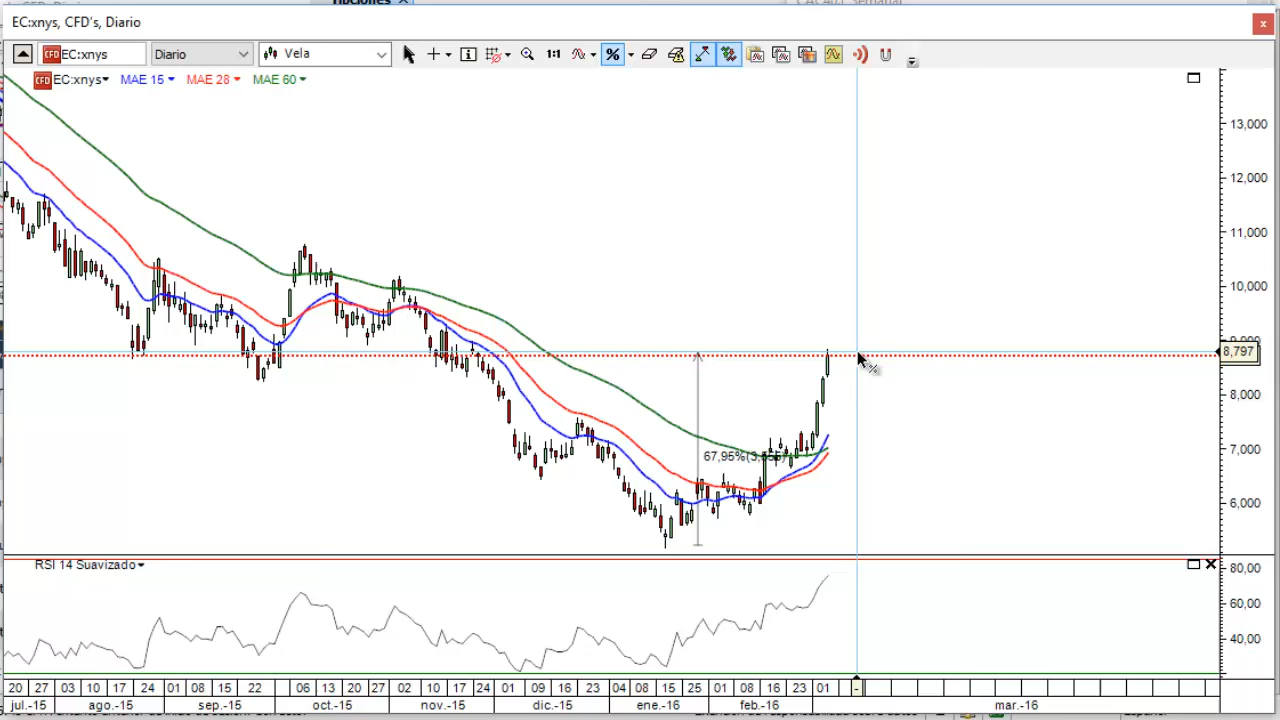 EC:xnys, CFD's, Diario
CFD EC:xnys Diario Vela 1:1 %
CFD EC:xnys MAE 15 MAE 28 MAE 60
13,000
12,000
11,000
10,000
8,797
8,000
67,95%
7,000
6,000
RSI 14 Suavizado
80,00
60,00
40,00
20 27 03 10 17 24 01 08 15 22 06 13 20 27 02 10 17 24 01 09 16 23 04 08 15 25 01 08 16 23 01 -
jul.-15 ago.-15 sep.-15 oct.-15 nov.-15 dic.-15 ene.-16 feb.-16 mar.-16